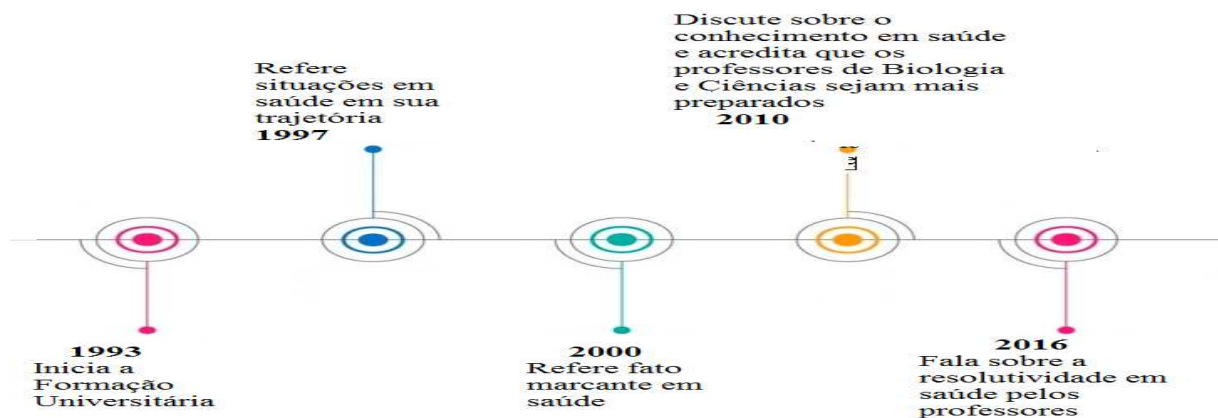 Discute sobre o
conhecimento em saúde
e acredita que os
professores de Biologia
e Ciências sejam mais
preparados
2010
Refere
situações em
saúde em sua
trajetória
1997
1993
Inicia a
Formação
Universitária
2000
Refere fato
marcante em
saúde
2016
Fala sobre a
resolutividade em
saúde pelos
professores